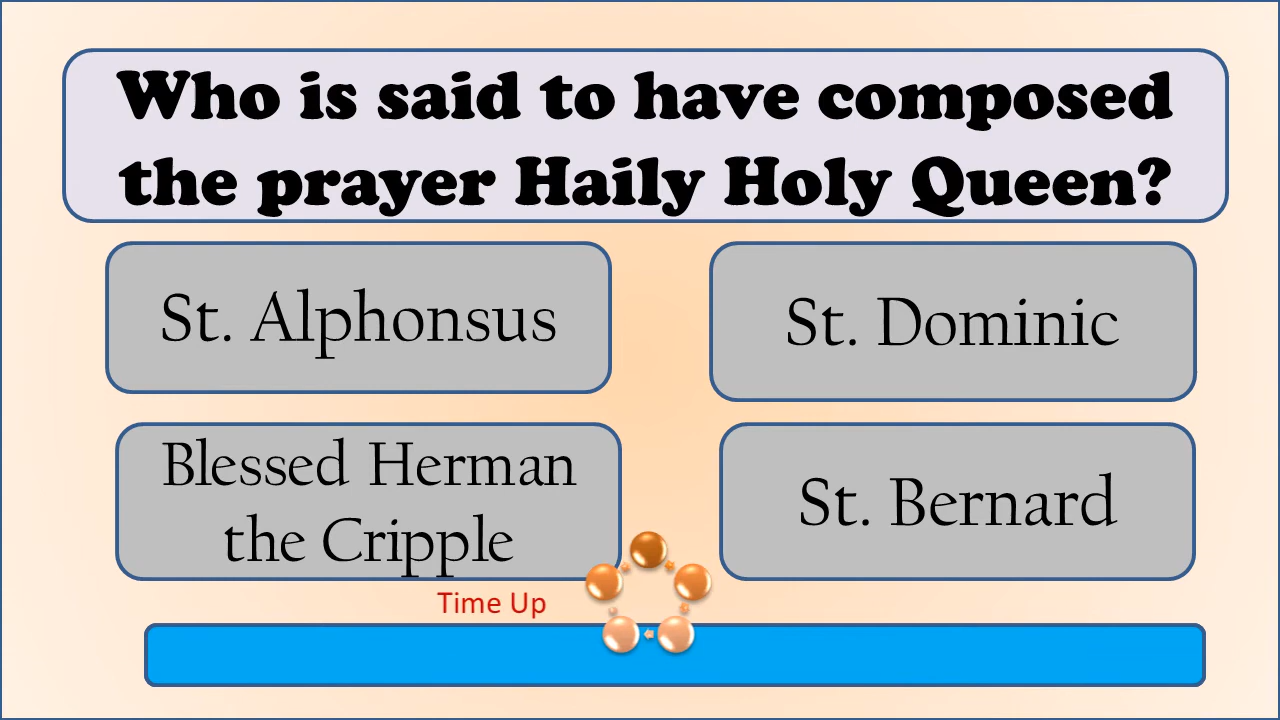 Who is said to have composed
the prayer Haily Holy Queen?
St. Alphonsus
St. Dominic
Blessed Herman
the Cripple
St. Bernard
Time Up